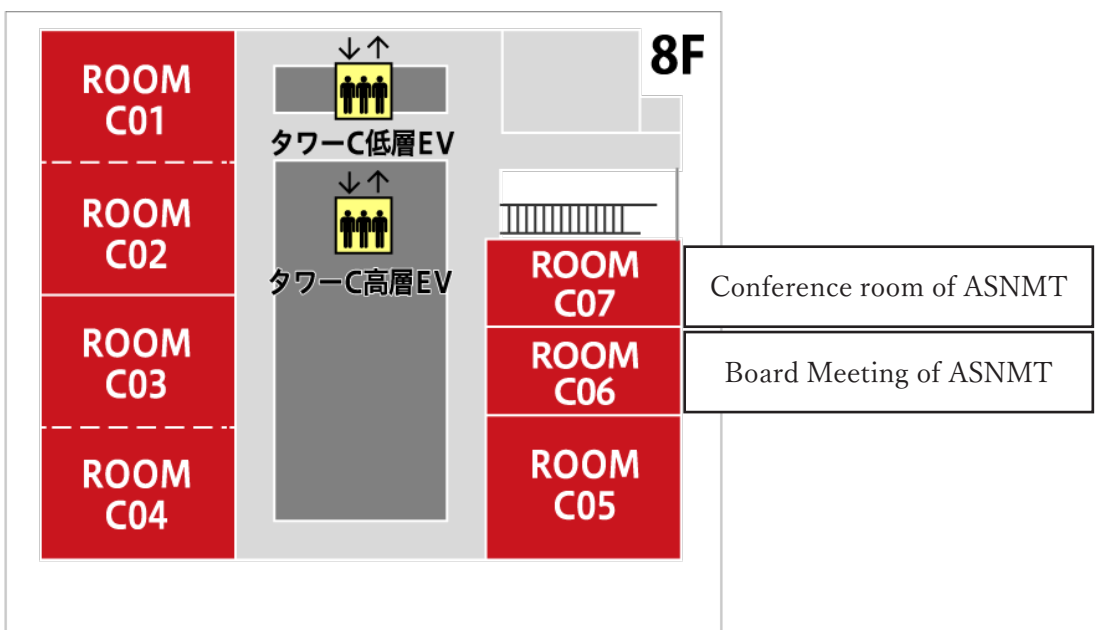 8F
ROOM
C01
タワーC低層EV
ROOM
C02
タワーC高層EV
ROOM
C07
Conference room of ASNMT
ROOM
C03
ROOM
C06
Board Meeting of ASNMT
ROOM
C04
ROOM
C05